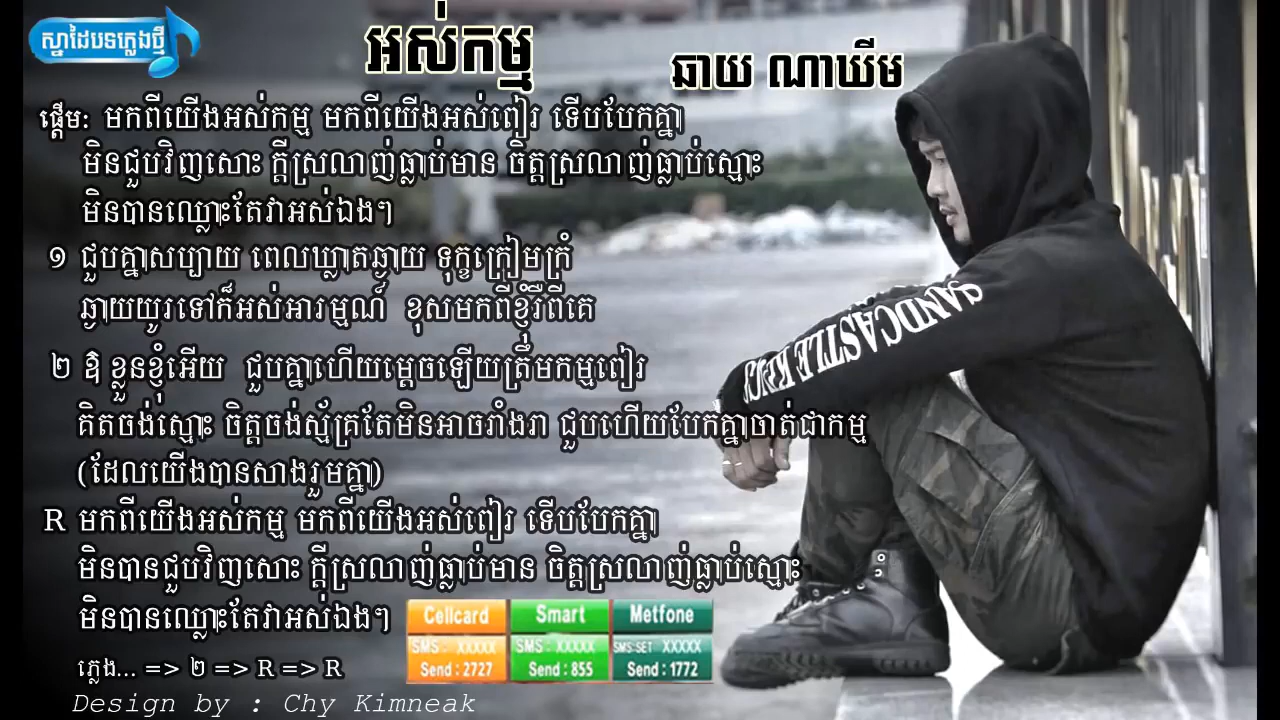 ស្នាដៃបទភ្លេងថ្មី
អស់កម្ម
ឆាយ ណាឃីម
ផ្តើម: មកពីយើងអស់កម្ម មកពីយើងអស់ពៀរ ទើបបែកគ្នា
មិនជួបវិញសោះ ក្តីស្រលាញ់ធ្លាប់មាន ចិត្តស្រលាញ់ធ្លាប់ស្មោះ
មិនបានឈ្លោះតែវាអស់ឯងៗ
១ ជួបគ្នាសប្បាយ ពេលឃ្លាតឆ្ងាយ ទុក្ខក្រៀមក្រំ
ឆ្ងាយយូរទៅក៏អស់អារម្មណ៍ ខុសមកពីខ្ញុំរឺពីគេ
២ ឱ ខ្លួនខ្ញុំអើយ ជួបគ្នាហើយម្តេចឡើយត្រឹមកម្មពៀរ
គិតចង់ស្មោះ ចិត្តចង់ស្ម័គ្រតែមិនអាចរាំងរា ជួបហើយបែកគ្នាចាត់ជាកម្ម
(ដែលយើងបានសាងរួមគ្នា)
R មកពីយើងអស់កម្ម មកពីយើងអស់ពៀរ ទើបបែកគ្នា
មិនបានជួបវិញសោះ ក្តីស្រលាញ់ធ្លាប់មាន ចិត្តស្រលាញ់ធ្លាប់ស្មោះ
មិនបានឈ្លោះតែវាអស់ឯងៗ
Cellcard Smart Metfone
SMS: XXXXX SMS: XXXXX SMS:SET XXXXX
Send:2727 Send:855 Send:1772
ភ្លេង... => ២ => R => R
Design by : Chy Kimneak
SANDCASTLE